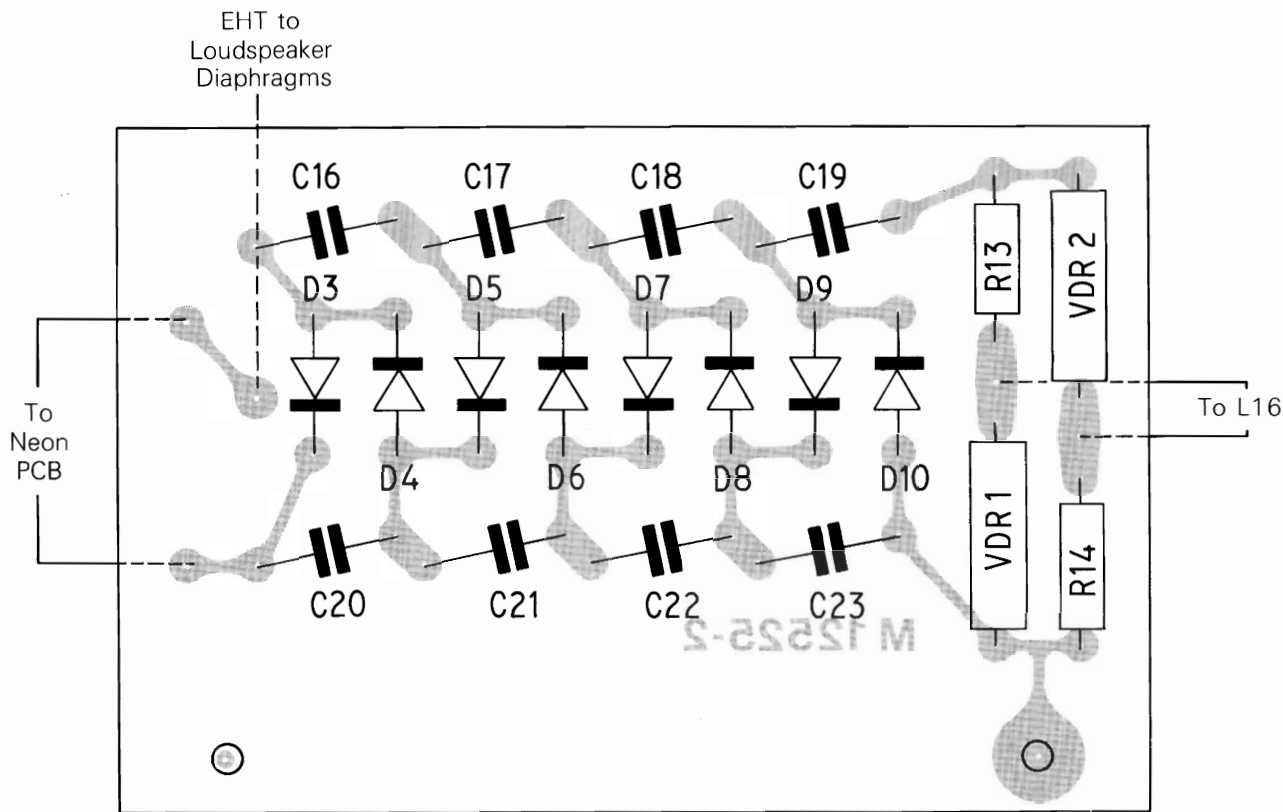 EHT to
Loudspeaker
Diaphragms
C16
C17
C18
C19
R13
VDR 2
D3
D5
D7
D9
To
Neon
PCB
To L16
D4
D6
D8
D10
VDR 1
R14
C20
C21
C22
C23
M 12525-2